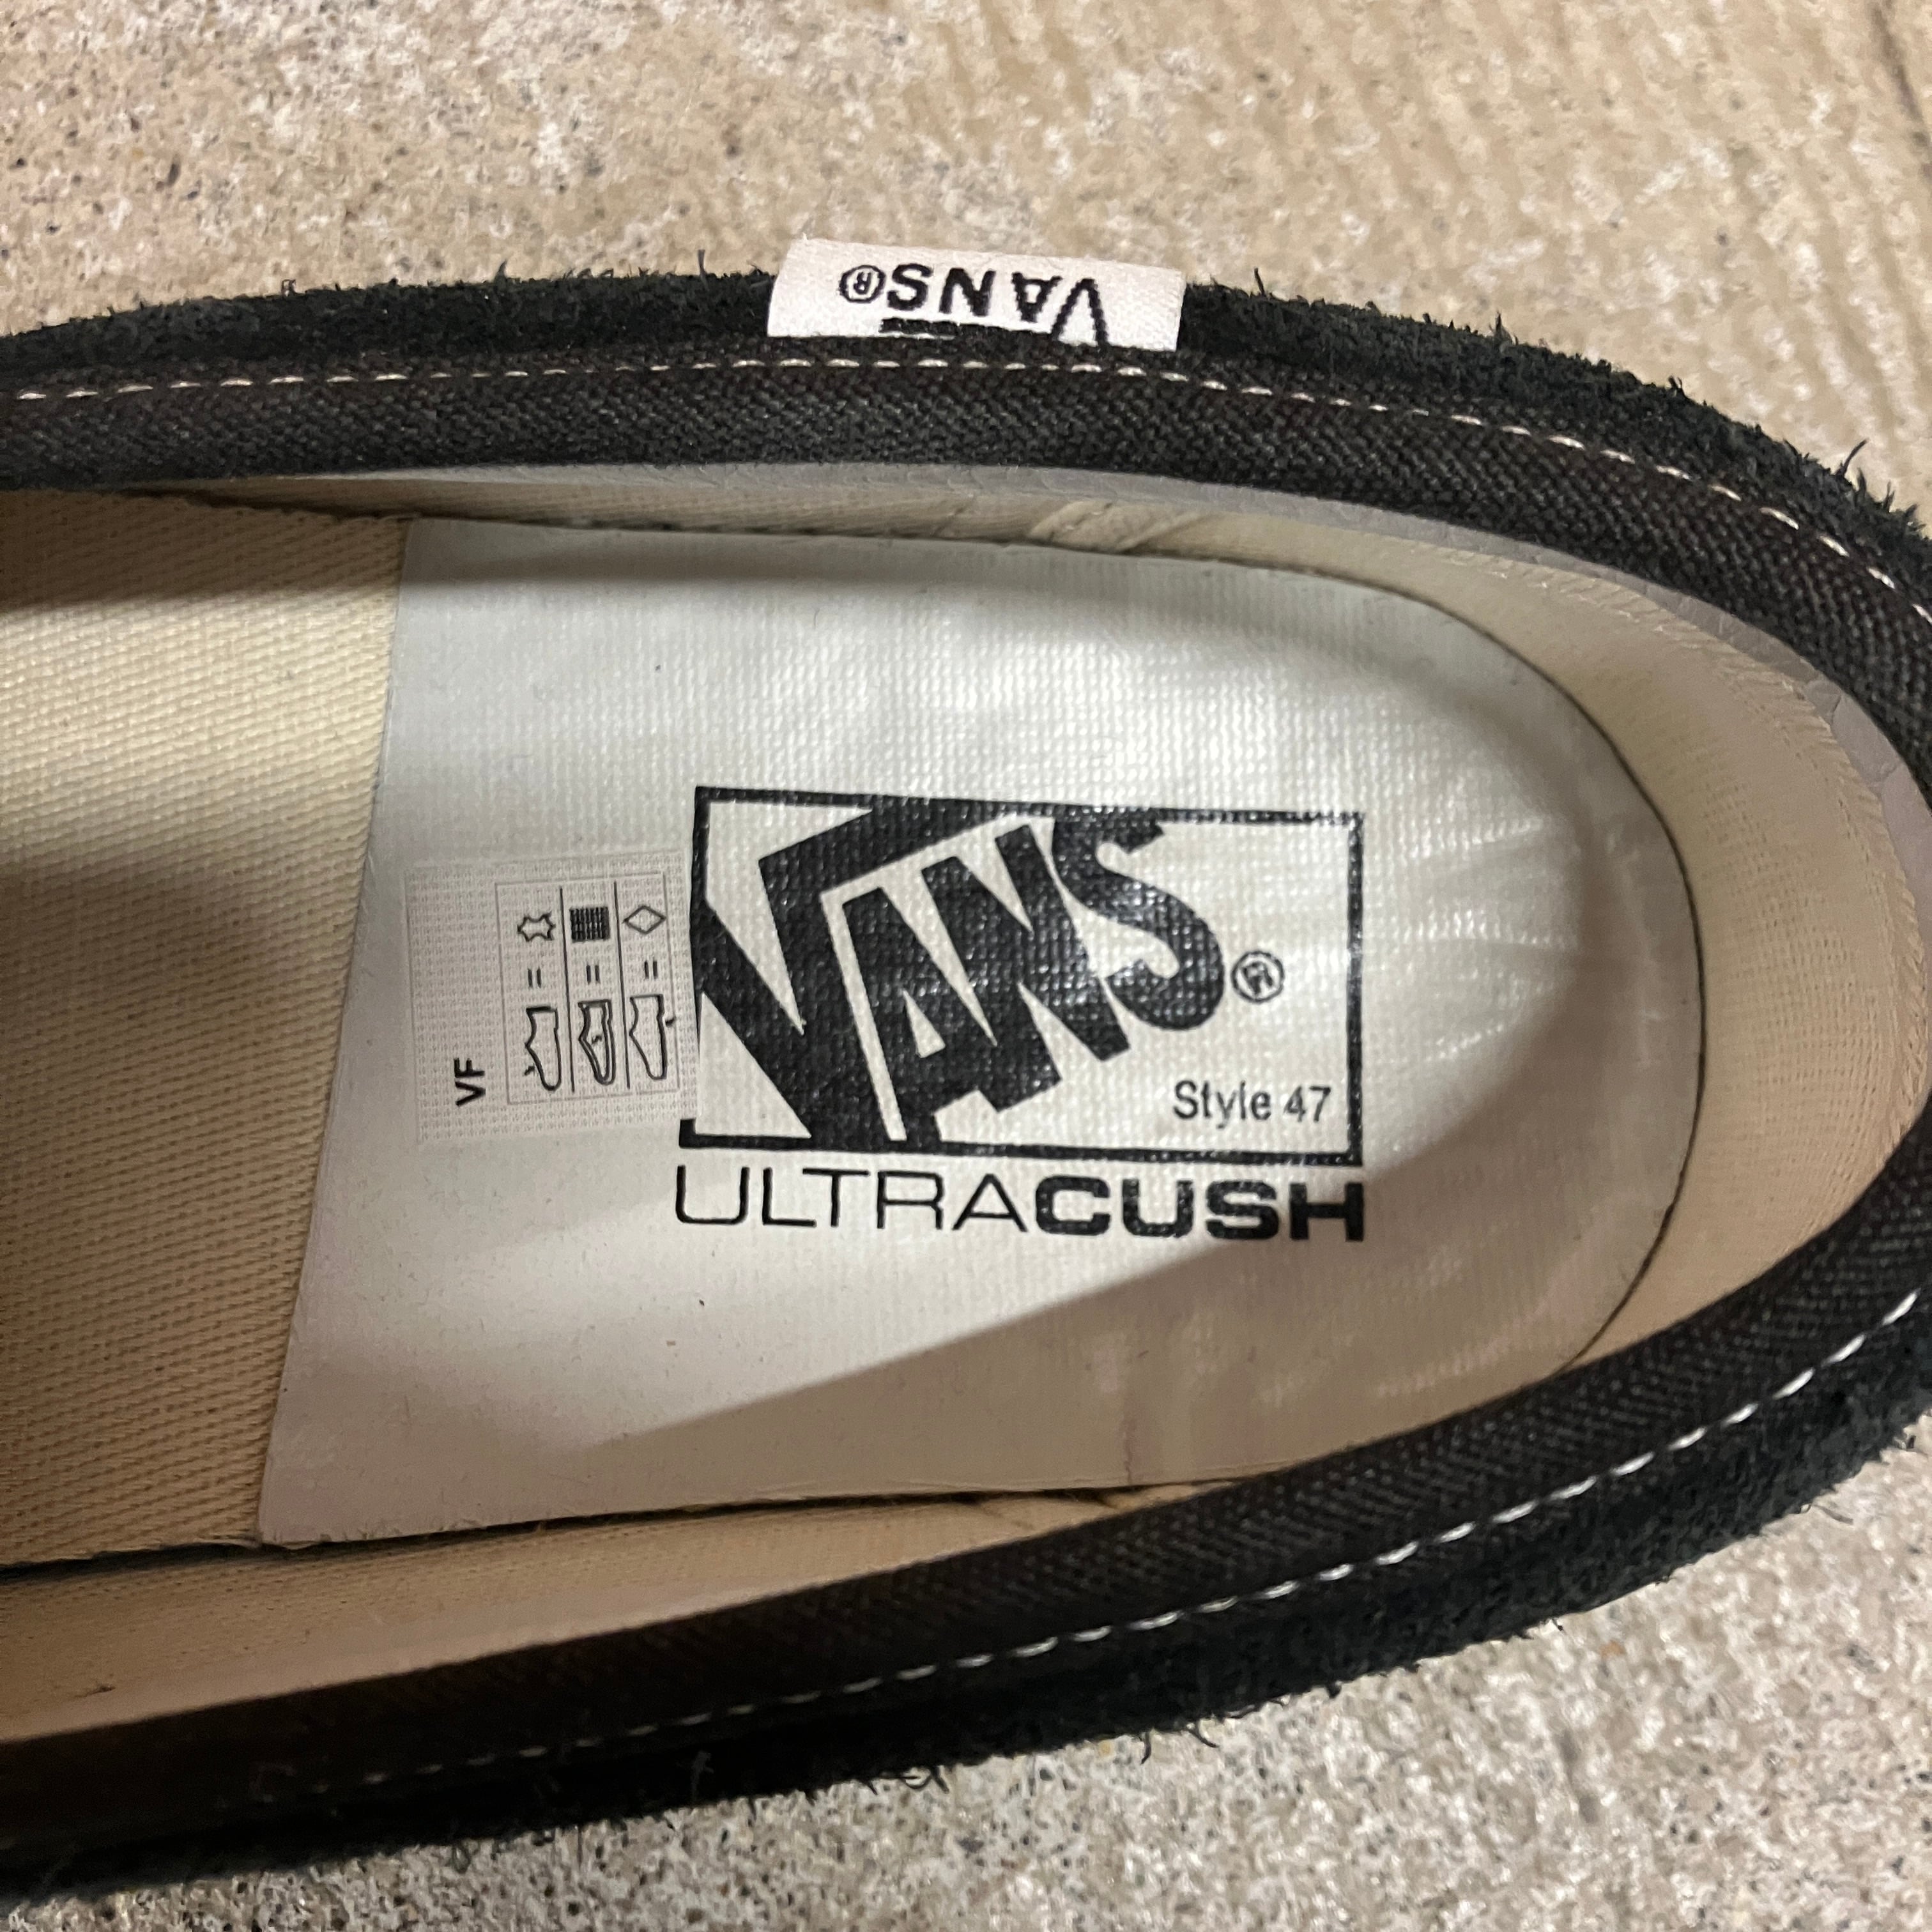 VANS®
VF
VANS®
Style 47
ULTRACUSH